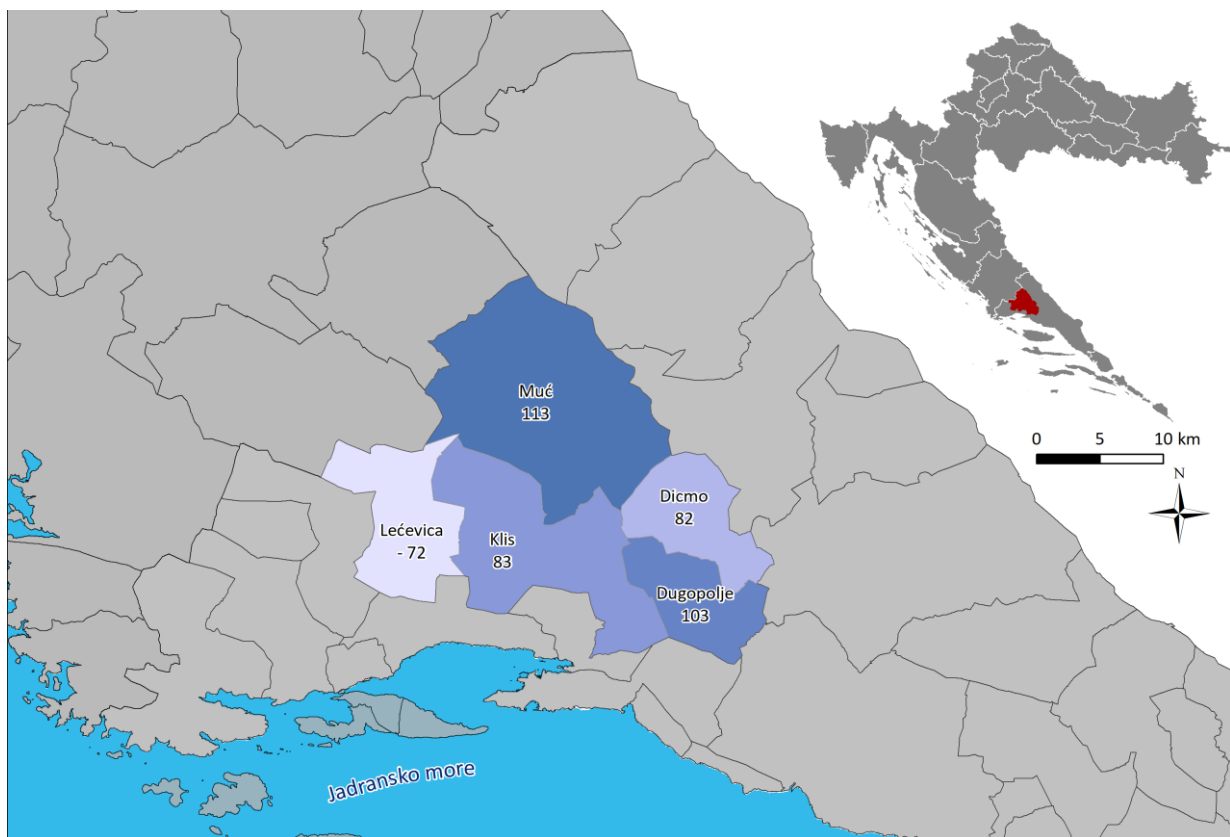 Muć
113
Lećevica
- 72
Klis
83
Dicmo
82
Dugopolje
103
Jadransko more
0 5 10 km
N